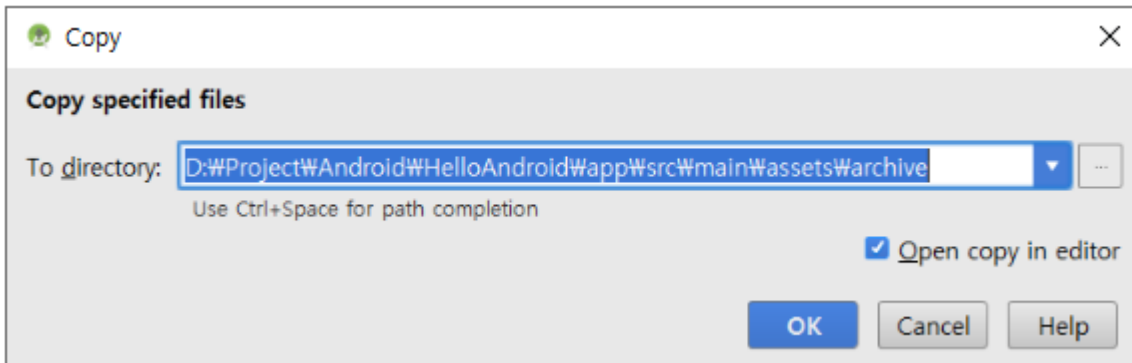 Copy
Copy specified files
To directory: D:₩Project₩Android₩HelloAndroid₩app₩src₩main₩assets₩archive ...
Use Ctrl+Space for path completion
Open copy in editor
OK Cancel Help